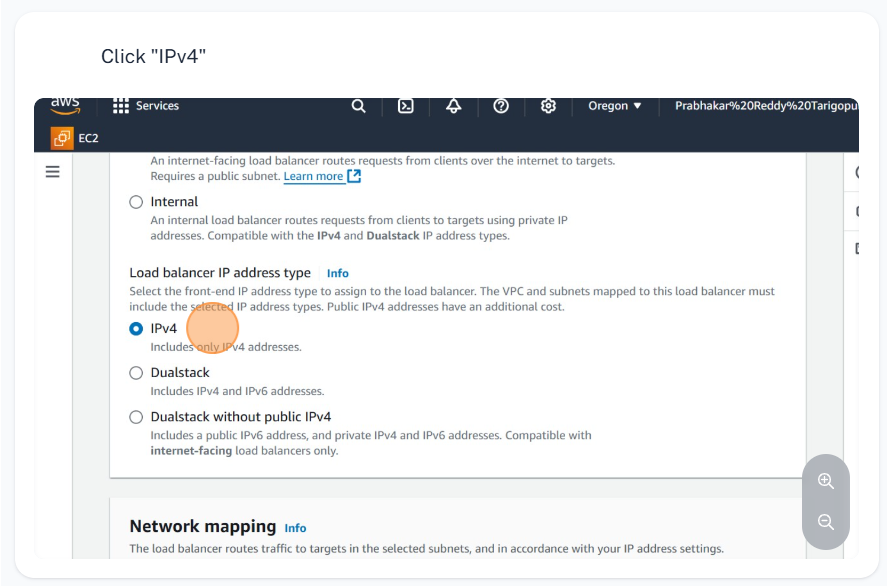 Click "IPv4"
aws
Services
Oregon ▼
Prabhakar%20Reddy%20Tarigopu
EC2
An internet-facing load balancer routes requests from clients over the internet to targets.
Requires a public subnet. Learn more
Internal
An internal load balancer routes requests from clients to targets using private IP
addresses. Compatible with the IPv4 and Dualstack IP address types.
Load balancer IP address type Info
Select the front-end IP address type to assign to the load balancer. The VPC and subnets mapped to this load balancer must
include the selected IP address types. Public IPv4 addresses have an additional cost.
IPv4
Includes only IPv4 addresses.
Dualstack
Includes IPv4 and IPv6 addresses.
Dualstack without public IPv4
Includes a public IPv6 address, and private IPv4 and IPv6 addresses. Compatible with
internet-facing load balancers only.
Network mapping Info
The load balancer routes traffic to targets in the selected subnets, and in accordance with your IP address settings.